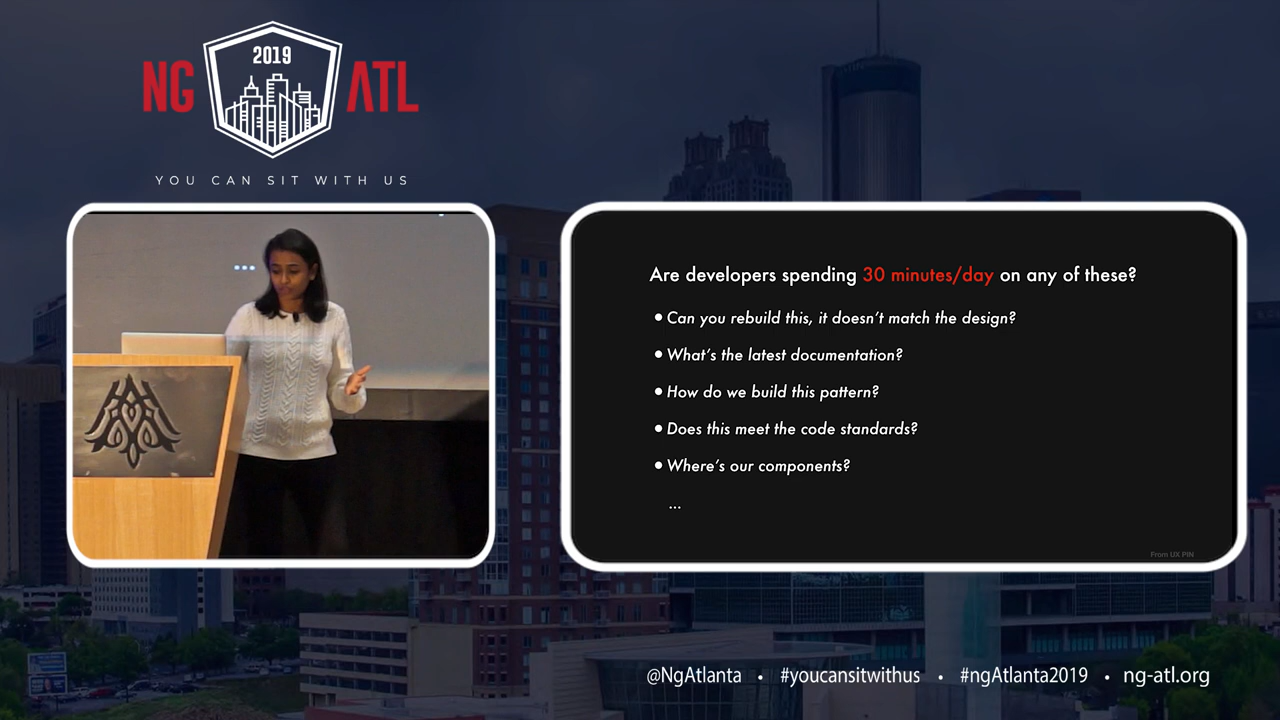 2019
NG ATL
YOU CAN SIT WITH US
Are developers spending 30 minutes/day on any of these?
• Can you rebuild this, it doesn't match the design?
• What's the latest documentation?
• How do we build this pattern?
• Does this meet the code standards?
• Where's our components?
...
From UX PIN
@NgAtlanta • #youcansitwithus • #ngAtlanta2019 • ng-atl.org